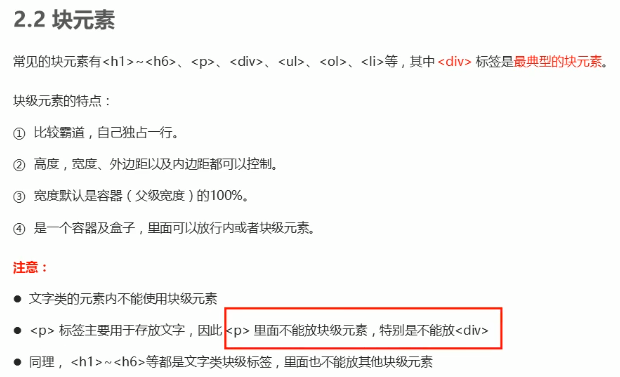 2.2 块元素
常见的块元素有<h1>~<h6>、<p>、<div>、<ul>、<ol>、<li>等，其中 <div> 标签是最典型的块元素。
块级元素的特点：
① 比较霸道，自己独占一行。
② 高度，宽度、外边距以及内边距都可以控制。
③ 宽度默认是容器（父级宽度）的100%。
④ 是一个容器及盒子，里面可以放行内或者块级元素。
注意：
● 文字类的元素内不能使用块级元素
● <p> 标签主要用于存放文字，因此 <p> 里面不能放块级元素，特别是不能放<div>
● 同理， <h1>~<h6>等都是文字类块级标签，里面也不能放其他块级元素